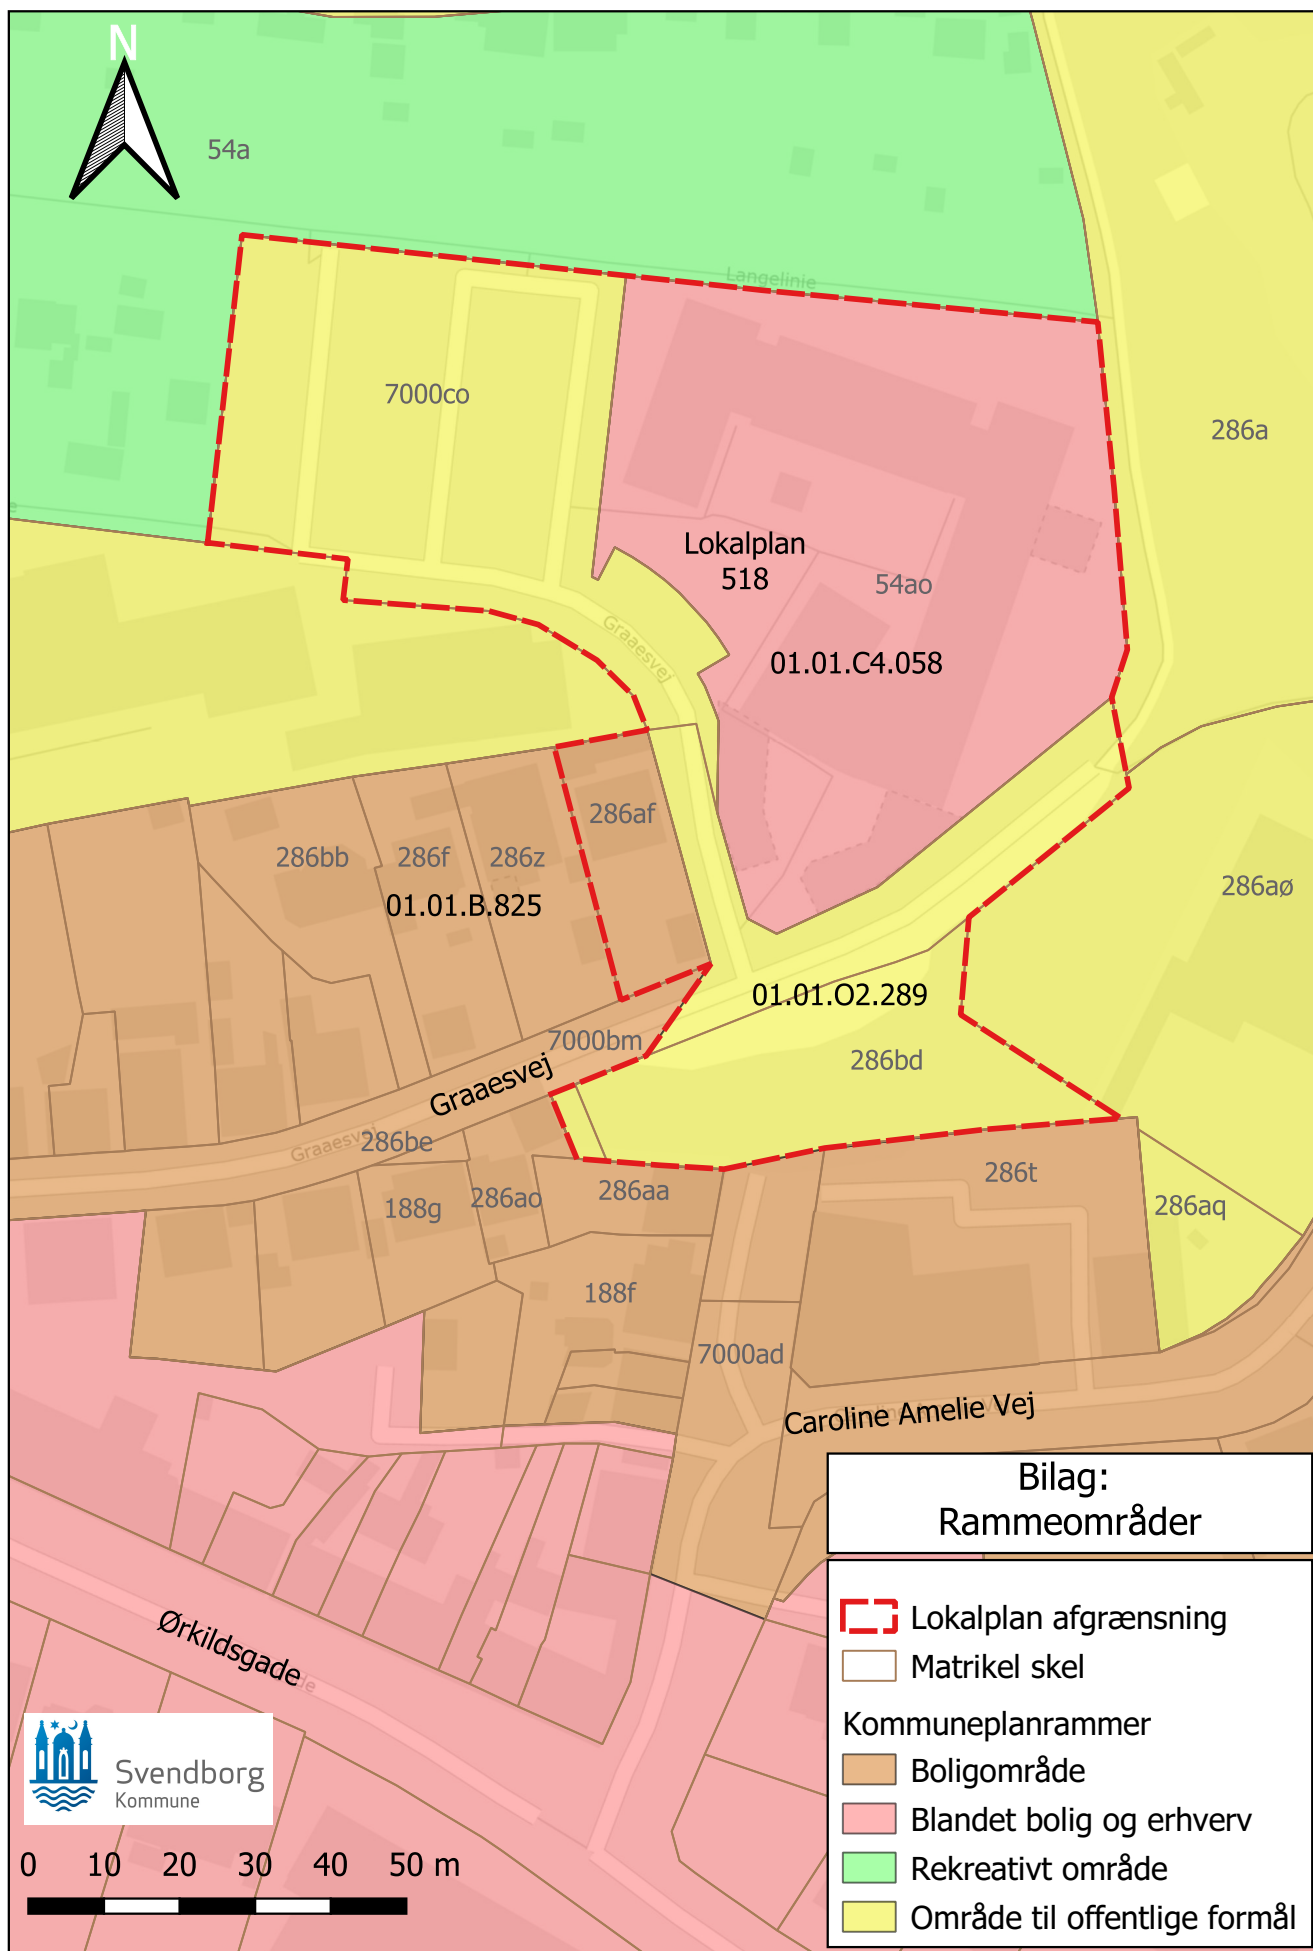 N
54a
Langelinie
7000co
286a
Lokalplan
518
54ao
Graaesvej
01.01.C4.058
286af
286bb
286f
286z
286aø
01.01.B.825
01.01.O2.289
7000bm
286bd
Graaesvej
Graaesvej
286be
286t
286ao
286aa
286aq
188g
188f
7000ad
Caroline Amelie Vej
Bilag:
Rammeområder
Lokalplan afgrænsning
Ørkildsgade
Matrikel skel
Kommuneplanrammer
Boligområde
Svendborg
Kommune
Blandet bolig og erhverv
Rekreativt område
0 10 20 30 40 50 m
Område til offentlige formål